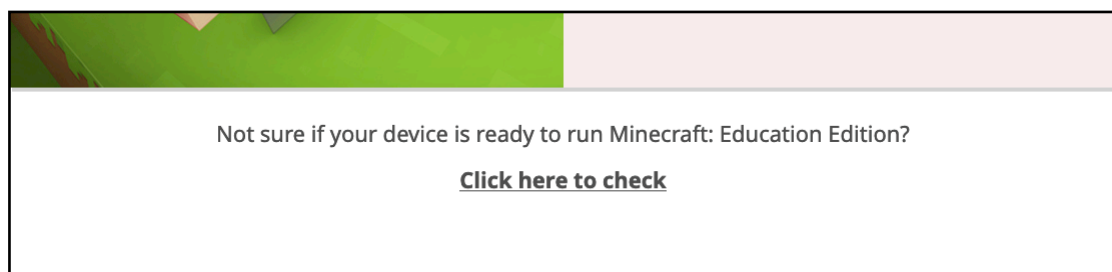 Not sure if your device is ready to run Minecraft: Education Edition?
Click here to check